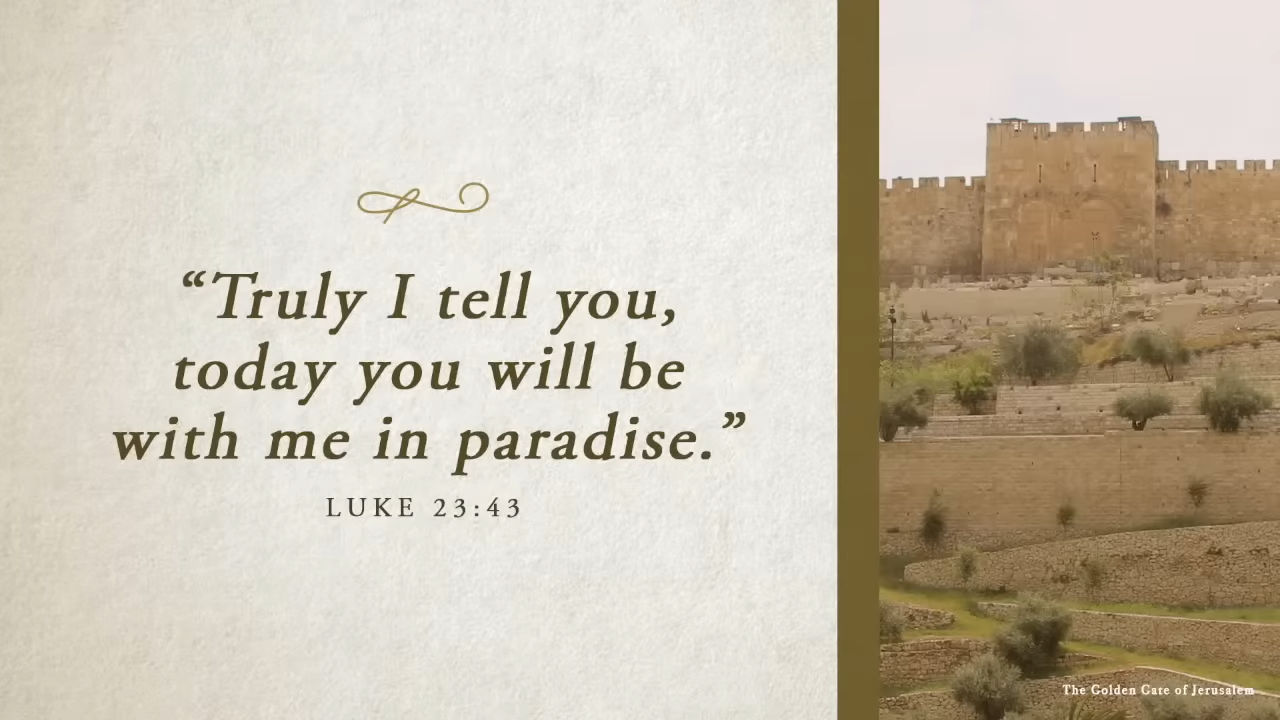 “Truly I tell you,
today you will be
with me in paradise.”
LUKE 23:43
The Golden Gate of Jerusalem